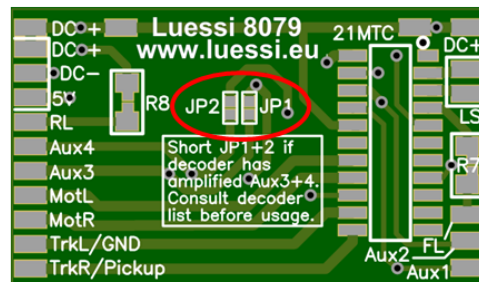 DC+
Luessi 8079
21MTC
DC+
www.luessi.eu
DC+
DC-
5V
R8
JP2
JP1
RL
LS
Aux4
Short JP1+2 if
Aux3
decoder has
R7
amplified Aux3+4.
MotL
Consult decoder
MotR
list before usage.
TrkL/GND
FL
Aux2
TrkR/Pickup
Aux1